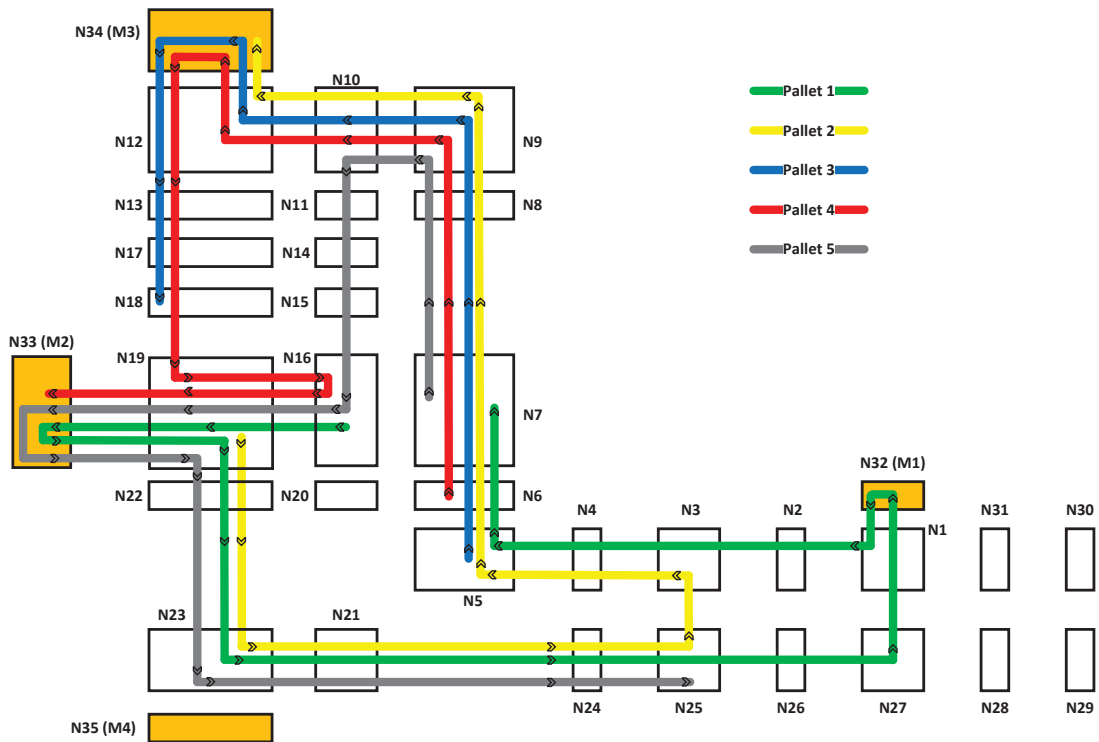 N34 (M3)
N10
Pallet 1
N12
N9
Pallet 2
Pallet 3
N13
N11
N8
Pallet 4
N17
N14
Pallet 5
N18
N15
N33 (M2)
N19
N16
N7
N32 (M1)
N22
N20
N6
N4
N3
N2
N31
N30
N1
N5
N23
N21
N24
N25
N26
N27
N28
N29
N35 (M4)